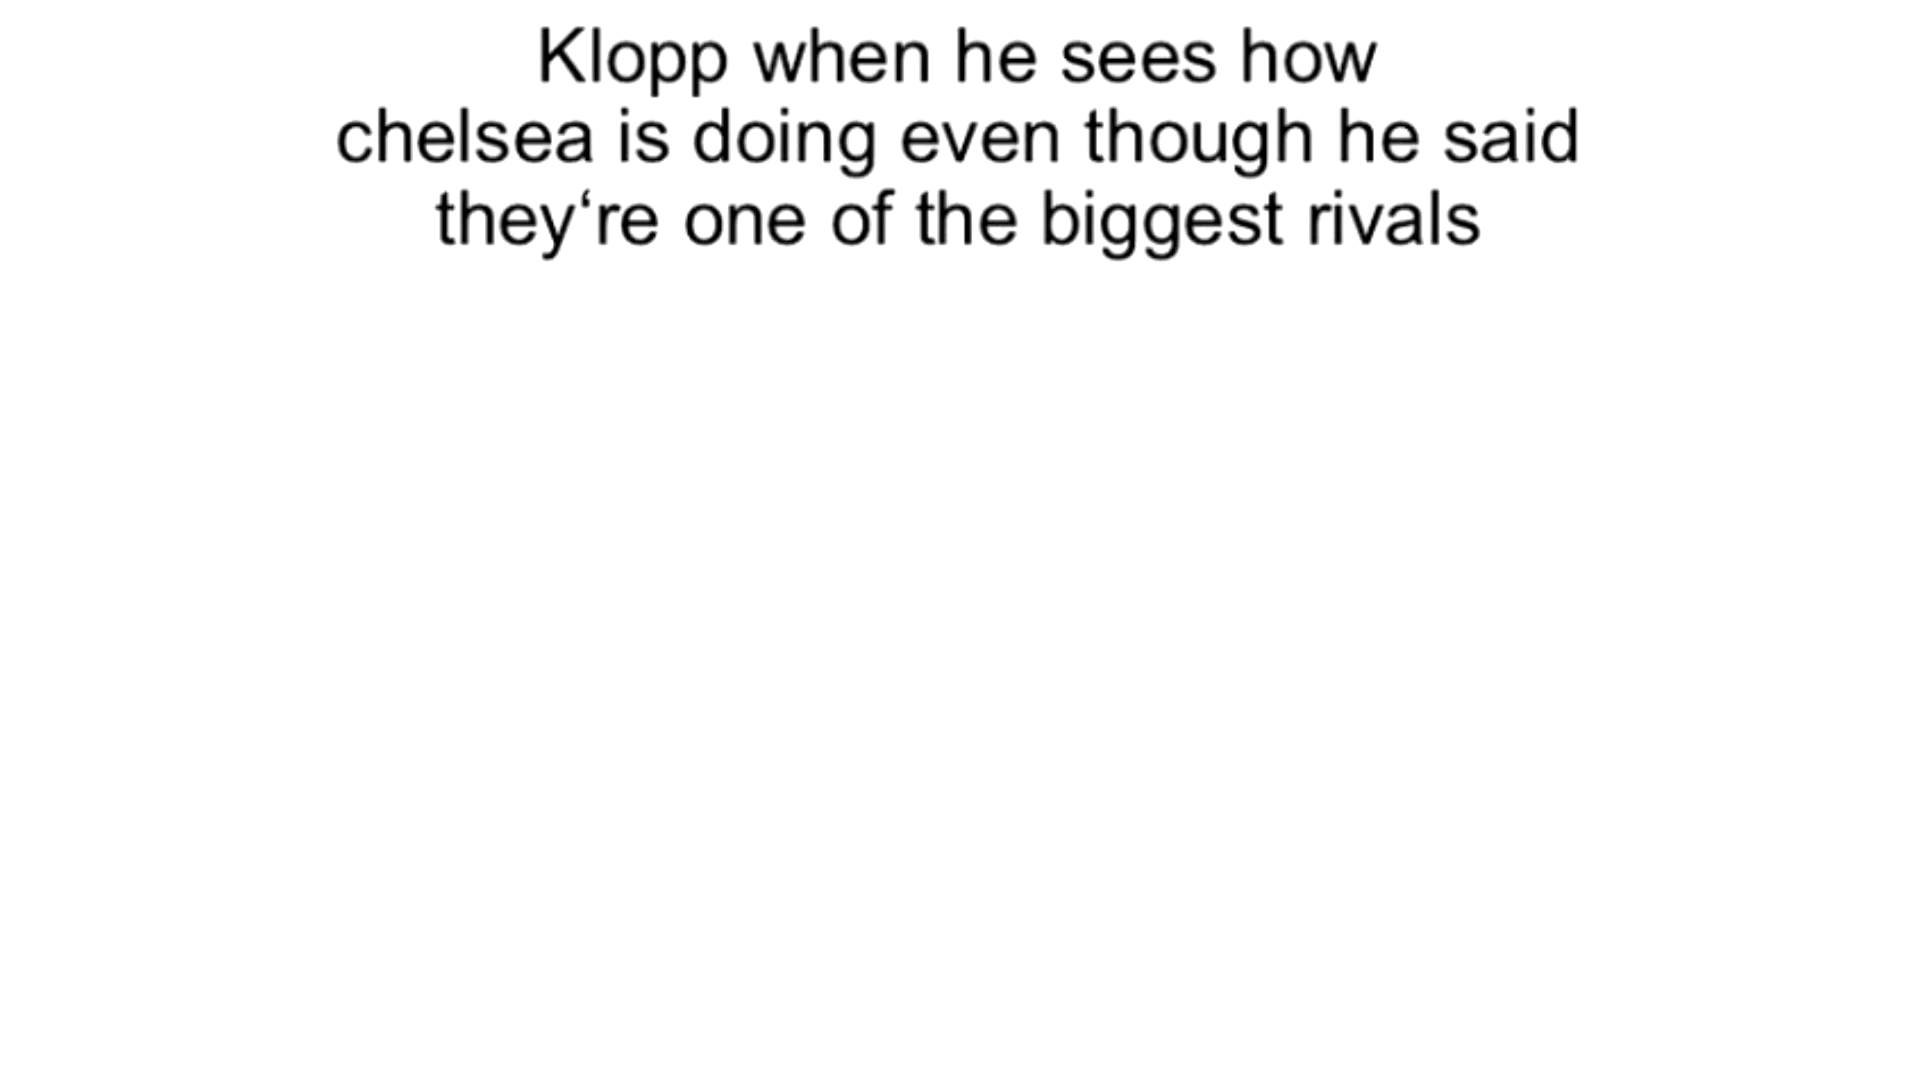 Klopp when he sees how
chelsea is doing even though he said
they‘re one of the biggest rivals